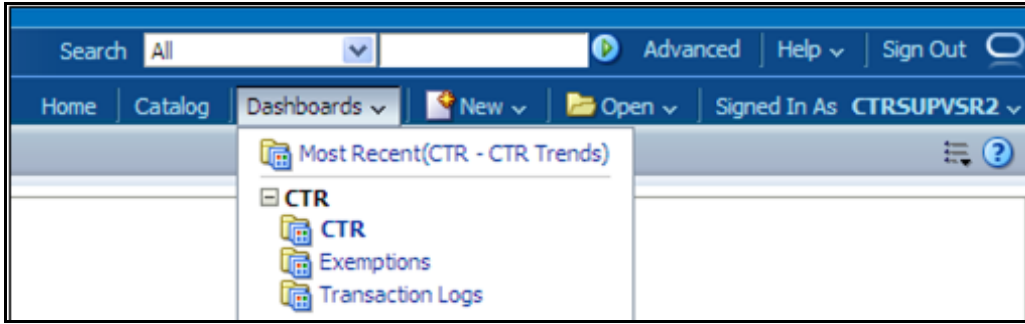 Search All Advanced Help Sign Out
Home Catalog Dashboards New Open Signed In As CTRSUPVSR2
Most Recent(CTR - CTR Trends)
CTR
CTR
Exemptions
Transaction Logs